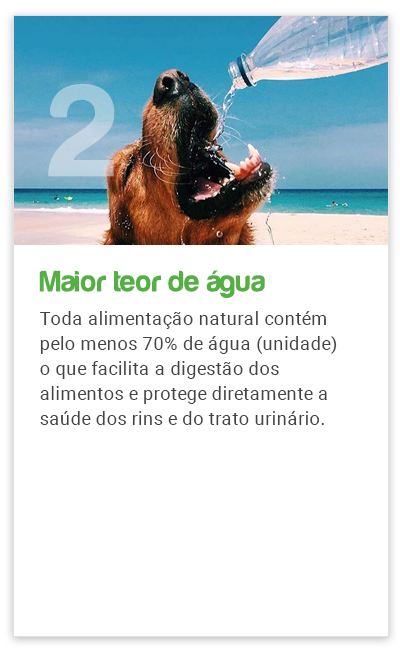 2
Maior teor de água
Toda alimentação natural contém
pelo menos 70% de água (unidade)
o que facilita a digestão dos
alimentos e protege diretamente a
saúde dos rins e do trato urinário.